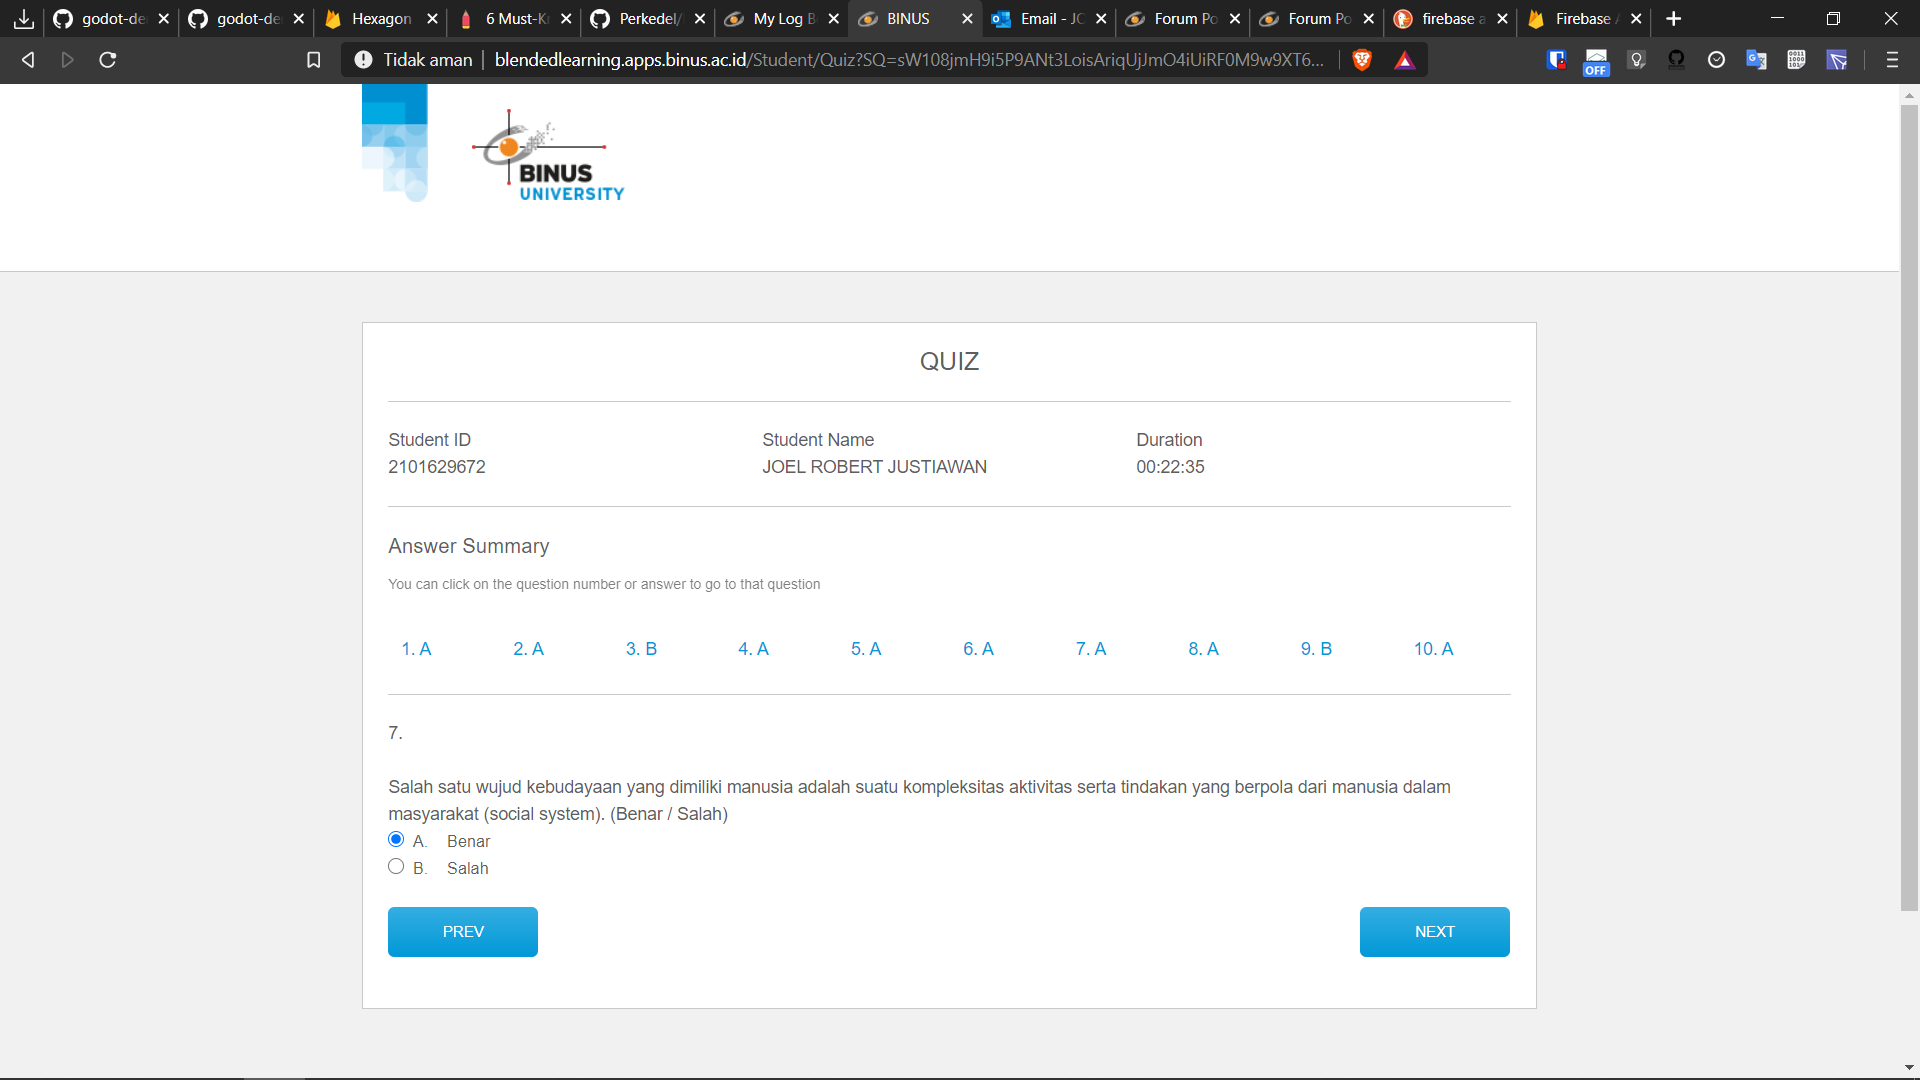 godot-de
godot-de
Hexagon
6 Must-K
Perkedel/
My Log B
BINUS
Email - JC
Forum Po
Forum Po
firebase a
Firebase A
Tidak aman
blendedlearning.apps.binus.ac.id/Student/Quiz?SQ=sW108jmH9i5P9ANt3LoisAriqUjJmO4iUiRF0M9w9XT6...
OFF
BINUS
UNIVERSITY
QUIZ
Student ID
Student Name
Duration
2101629672
JOEL ROBERT JUSTIAWAN
00:22:35
Answer Summary
You can click on the question number or answer to go to that question
1. A
2. A
3. B
4. A
5. A
6. A
7. A
8. A
9. B
10. A
7.
Salah satu wujud kebudayaan yang dimiliki manusia adalah suatu kompleksitas aktivitas serta tindakan yang berpola dari manusia dalam
masyarakat (social system). (Benar / Salah)
A. Benar
B. Salah
PREV
NEXT